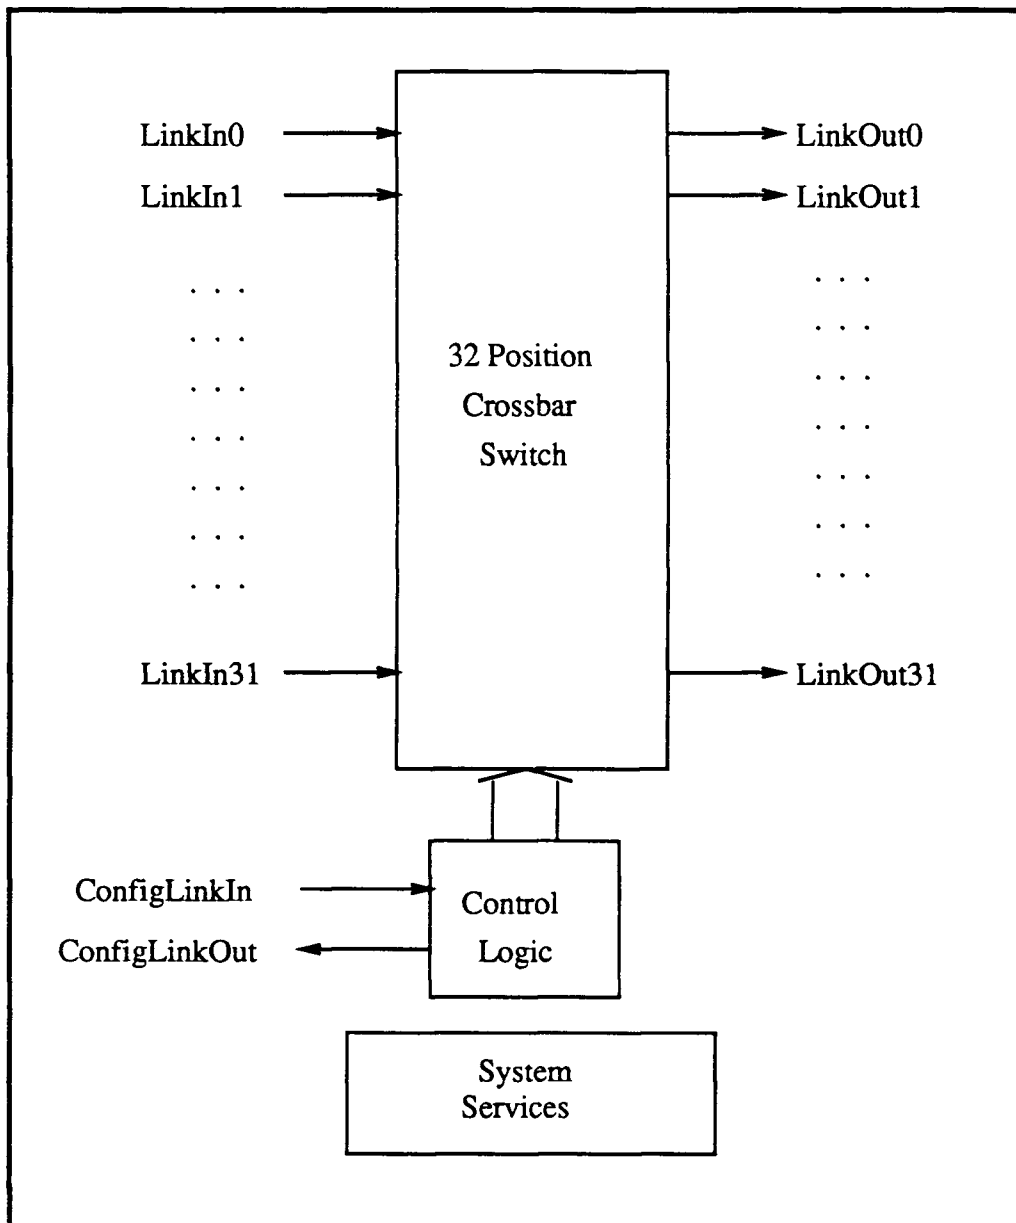 LinkIn0
LinkOut0
LinkIn1
LinkOut1
. . .
. . .
. . .
. . .
. . .
. . .
. . .
. . .
. . .
. . .
. . .
. . .
. . .
. . .
32 Position
Crossbar
Switch
LinkIn31
LinkOut31
ConfigLinkIn
ConfigLinkOut
Control
Logic
System
Services